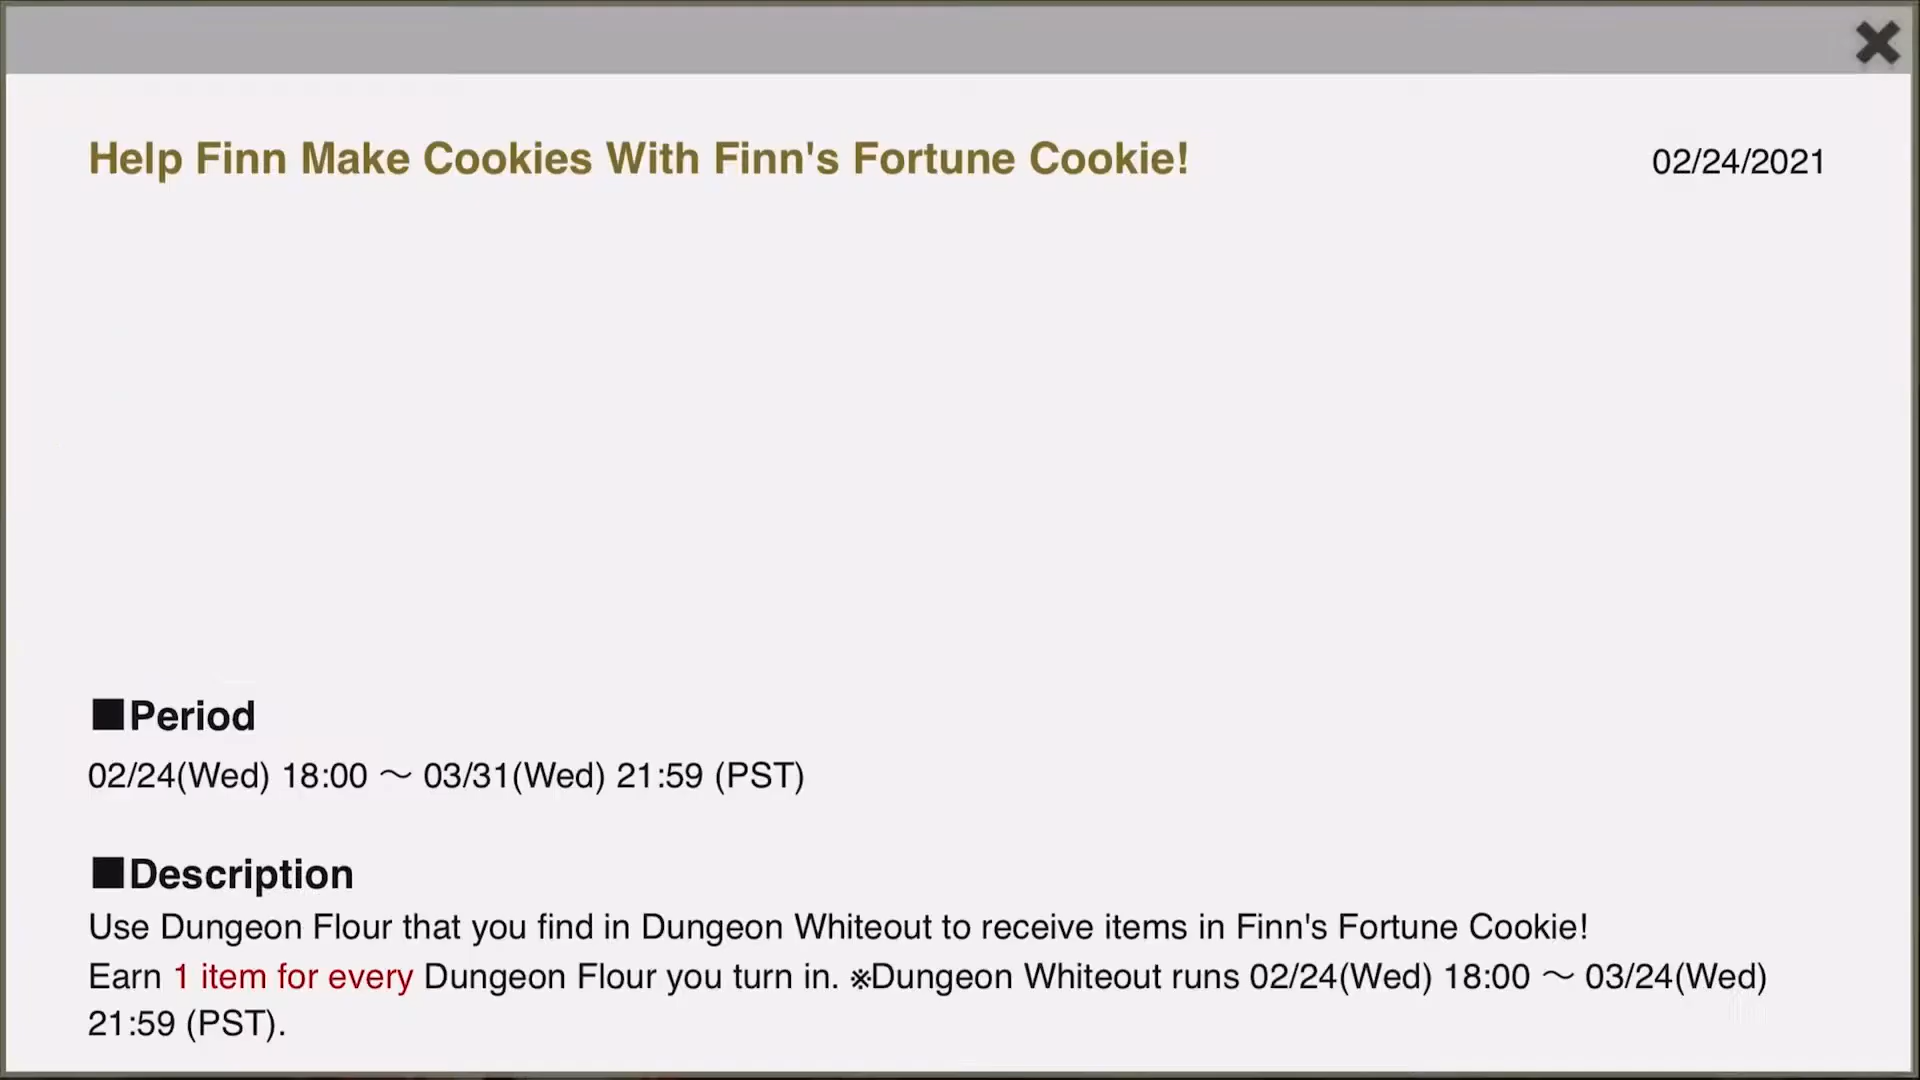 Help Finn Make Cookies With Finn's Fortune Cookie!
02/24/2021
■Period
02/24(Wed) 18:00 ～ 03/31(Wed) 21:59 (PST)
■Description
Use Dungeon Flour that you find in Dungeon Whiteout to receive items in Finn's Fortune Cookie!
Earn 1 item for every Dungeon Flour you turn in. ※Dungeon Whiteout runs 02/24(Wed) 18:00 ～ 03/24(Wed)
21:59 (PST).